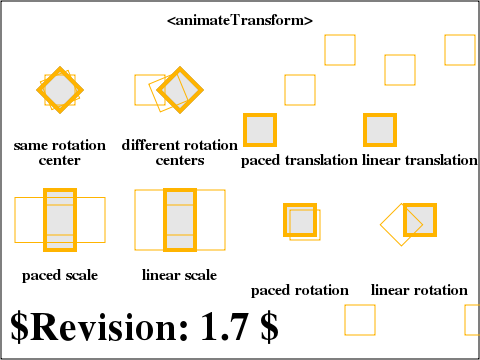 <animateTransform>
same rotation
center
different rotation
centers
paced translation
linear translation
paced scale
linear scale
paced rotation
linear rotation
$Revision: 1.7 $